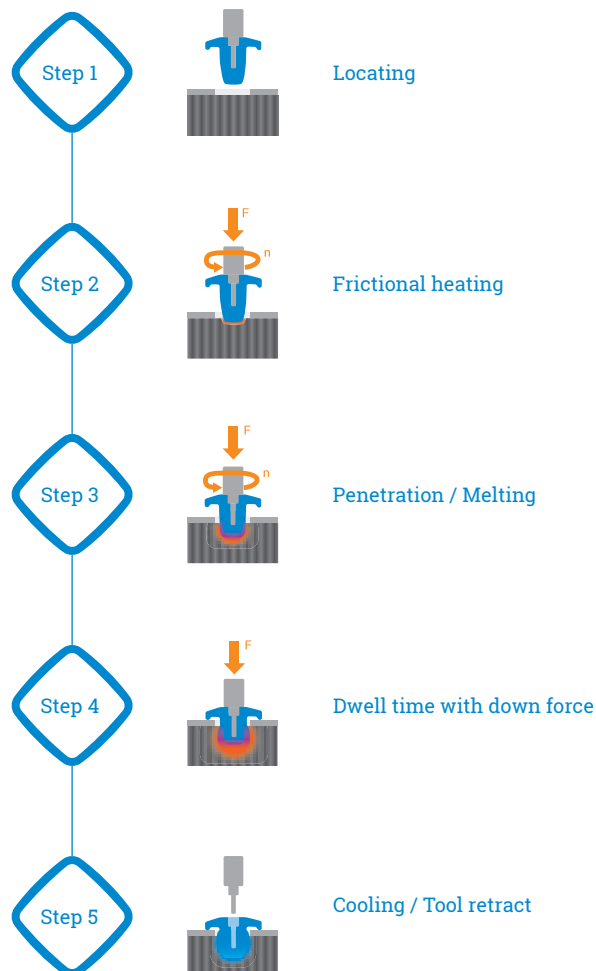 Step 1
Locating
F
n
Step 2
Frictional heating
F
n
Step 3
Penetration / Melting
F
Step 4
Dwell time with down force
Step 5
Cooling / Tool retract